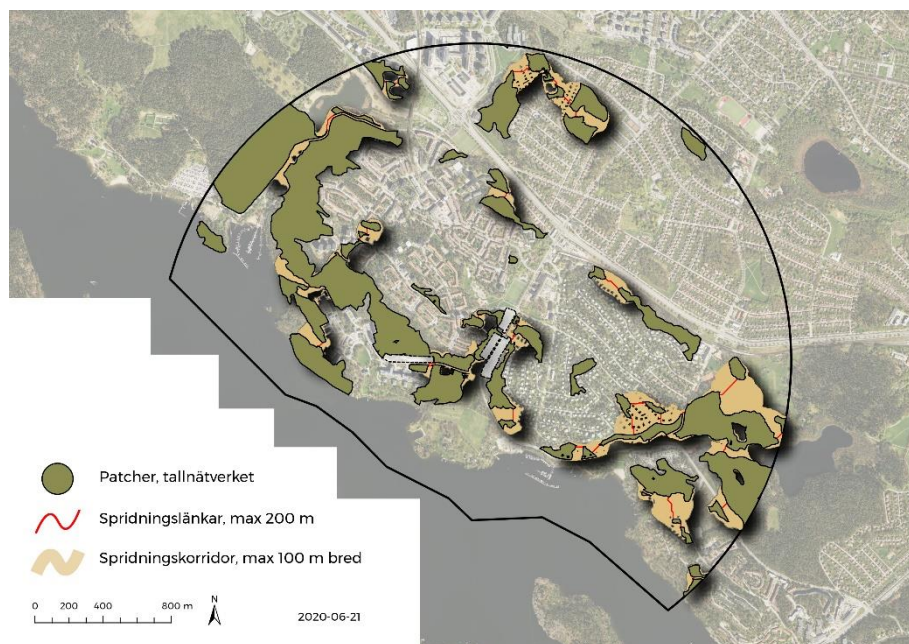 Patcher, tallnätverket
Spridningslänkar, max 200 m
Spridningskorridor, max 100 m bred
0 200 400 800 m
N
2020-06-21